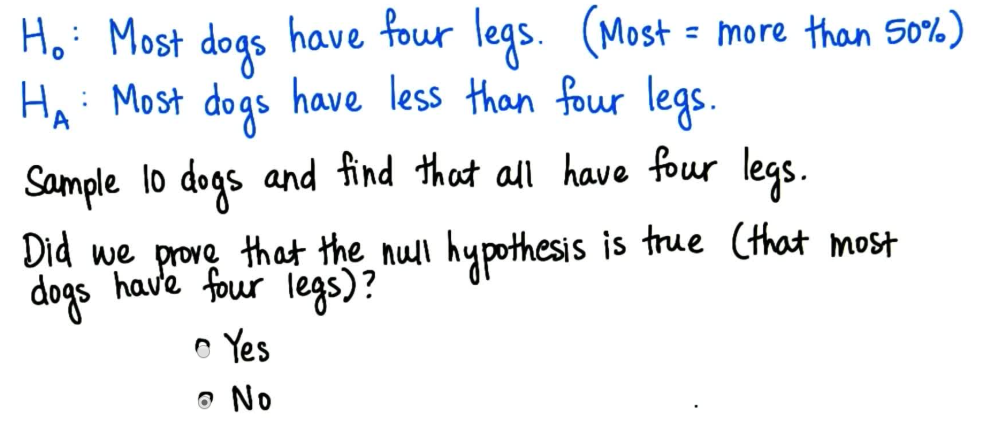 H₀: Most dogs have four legs. (Most = more than 50%)
H_A: Most dogs have less than four legs.
Sample 10 dogs and find that all have four legs.
Did we prove that the null hypothesis is true (that most
dogs have four legs)?
Yes
No